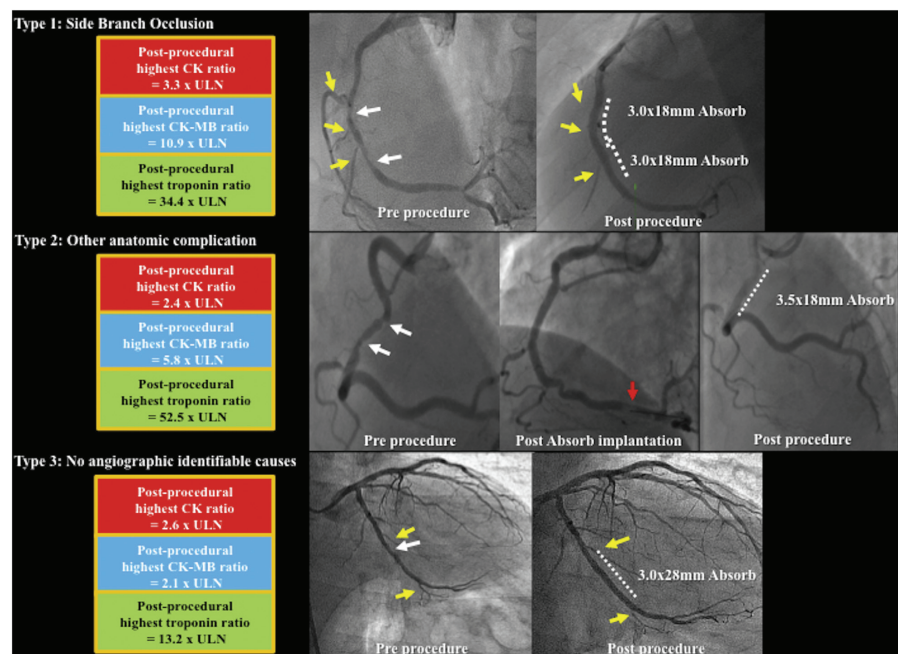 Type 1: Side Branch Occlusion
Post-procedural
highest CK ratio
= 3.3 x ULN
Post-procedural
highest CK-MB ratio
= 10.9 x ULN
Post-procedural
highest troponin ratio
= 34.4 x ULN
Pre procedure
3.0x18mm Absorb
3.0x18mm Absorb
Post procedure
Type 2: Other anatomic complication
Post-procedural
highest CK ratio
= 2.4 x ULN
Post-procedural
highest CK-MB ratio
= 5.8 x ULN
Post-procedural
highest troponin ratio
= 52.5 x ULN
Pre procedure
Post Absorb implantation
3.5x18mm Absorb
Post procedure
Type 3: No angiographic identifiable causes
Post-procedural
highest CK ratio
= 2.6 x ULN
Post-procedural
highest CK-MB ratio
= 2.1 x ULN
Post-procedural
highest troponin ratio
= 13.2 x ULN
Pre procedure
3.0x28mm Absorb
Post procedure